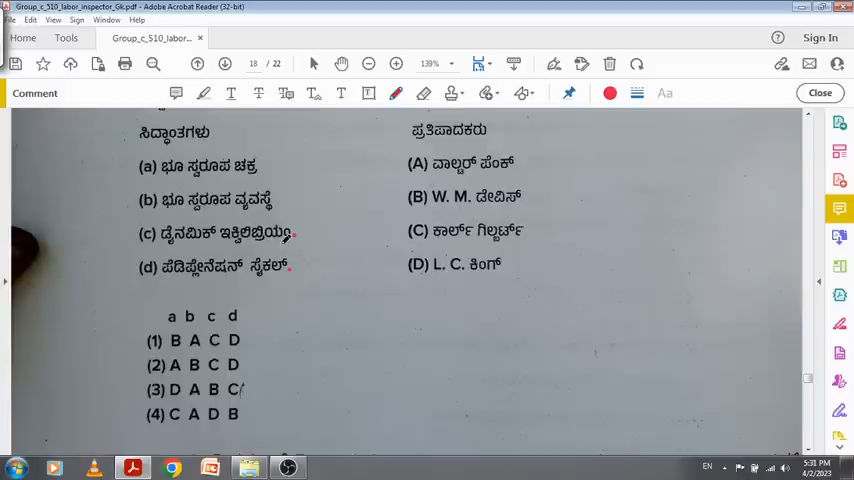 Group_c_510_labor_inspector_Gk.pdf - Adobe Acrobat Reader (32-bit)
File Edit View Sign Window Help
Home Tools Group_c_510_labor... × Sign In
18 / 22 139%
Comment Aa Close
ಸಿದ್ಧಾಂತಗಳು ಪ್ರತಿಪಾದಕರು
(a) ಭೂ ಸ್ವರೂಪ ಚಕ್ರ (A) ವಾಲ್ಟರ್ ಪೆಂಕ್
(b) ಭೂ ಸ್ವರೂಪ ವ್ಯವಸ್ಥೆ (B) W. M. ಡೇವಿಸ್
(c) ಡೈನಮಿಕ್ ಇಕ್ವಿಲಿಬ್ರಿಯಂ (C) ಕಾರ್ಲ್ ಗಿಲ್ಬರ್ಟ್
(d) ಪೆಡಿಪ್ಲೇನೆಷನ್ ಸೈಕಲ್ (D) L. C. ಕಿಂಗ್
a b c d
(1) B A C D
(2) A B C D
(3) D A B C
(4) C A D B
EN 5:31 PM
4/2/2023